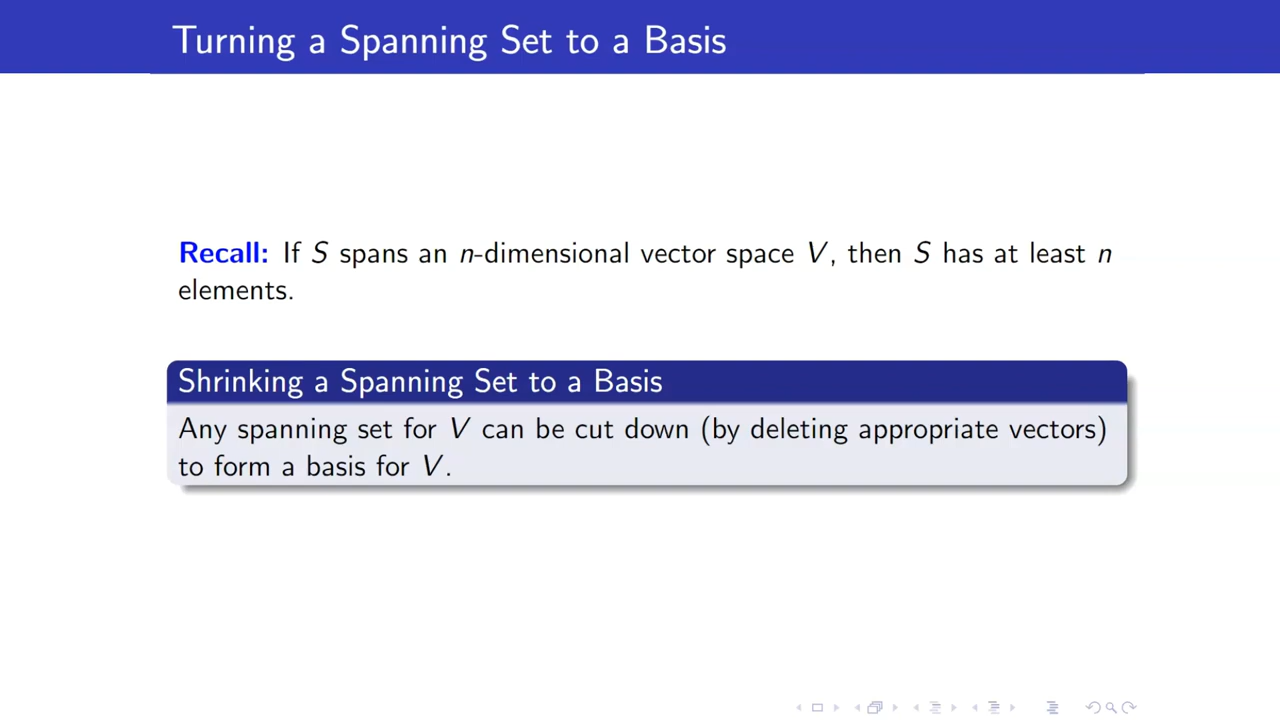 Turning a Spanning Set to a Basis
Recall: If S spans an n-dimensional vector space V, then S has at least n
elements.
Shrinking a Spanning Set to a Basis
Any spanning set for V can be cut down (by deleting appropriate vectors)
to form a basis for V.